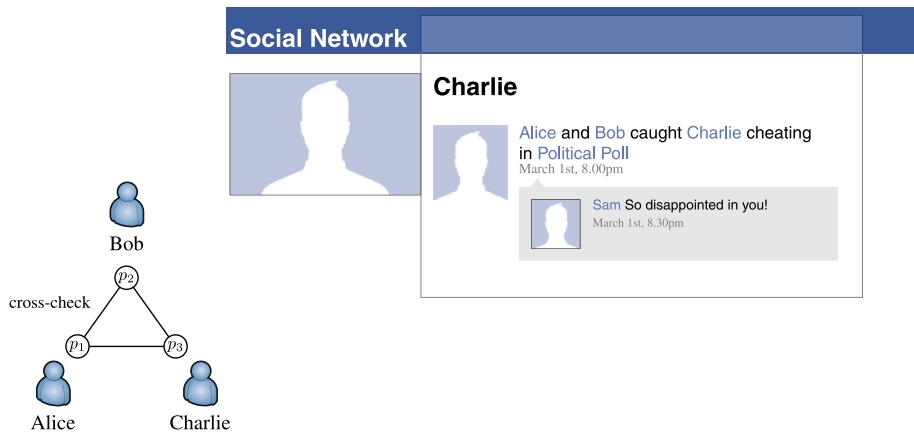 Social Network
Charlie
Alice and Bob caught Charlie cheating
in Political Poll
March 1st, 8.00pm
Sam So disappointed in you!
March 1st, 8.30pm
Bob
p2
cross-check
p1
p3
Alice
Charlie